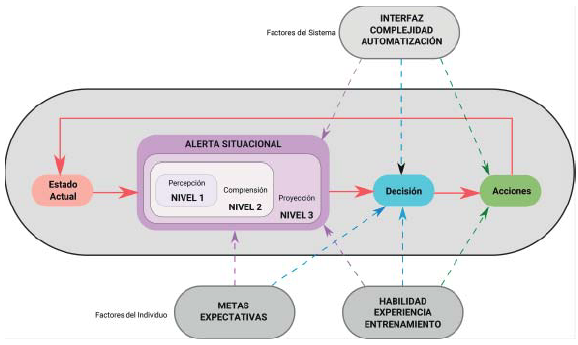 INTERFAZ
COMPLEJIDAD
AUTOMATIZACIÓN
Factores de Sistema
ALERTA SITUACIONAL
Percepción
NIVEL 1
Comprensión
NIVEL 2
Proyección
NIVEL 3
Estado
Actual
Decisión
Acciones
Factores del Individuo
METAS
EXPECTATIVAS
HABILIDAD
EXPERIENCIA
ENTRENAMIENTO